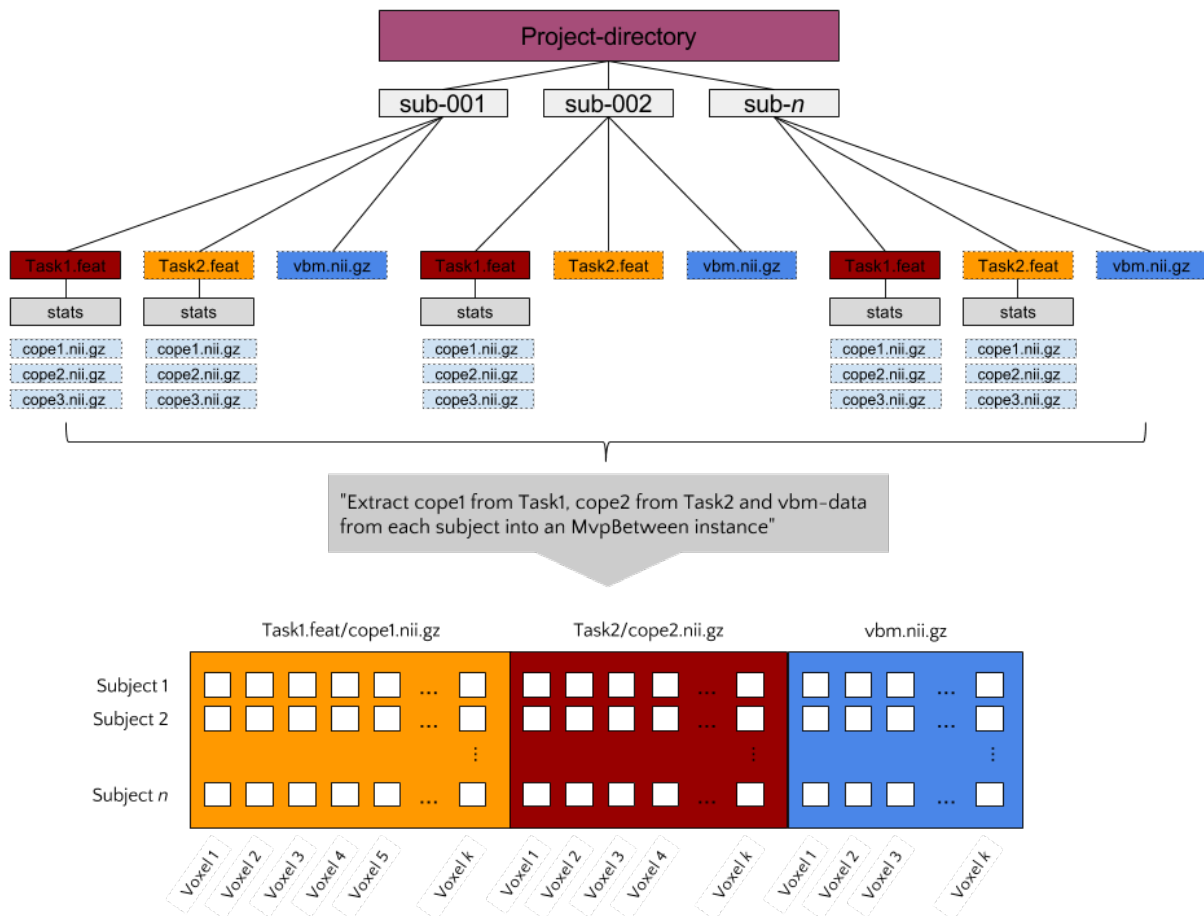 Project-directory
sub-001 sub-002 sub-n
Task1.feat Task2.feat vbm.nii.gz Task1.feat Task2.feat vbm.nii.gz Task1.feat Task2.feat vbm.nii.gz
stats stats stats stats stats
cope1.nii.gz cope1.nii.gz cope1.nii.gz cope1.nii.gz cope1.nii.gz
cope2.nii.gz cope2.nii.gz cope2.nii.gz cope2.nii.gz cope2.nii.gz
cope3.nii.gz cope3.nii.gz cope3.nii.gz cope3.nii.gz cope3.nii.gz
"Extract cope1 from Task1, cope2 from Task2 and vbm-data
from each subject into an MvpBetween instance"
Task1.feat/cope1.nii.gz Task2/cope2.nii.gz vbm.nii.gz
Subject 1 ... ... ...
Subject 2 ... ... ...
⋮ ⋮ ⋮
Subject n ... ... ...
Voxel 1 Voxel 2 Voxel 3 Voxel 4 Voxel 5 Voxel k Voxel 1 Voxel 2 Voxel 3 Voxel 4 Voxel k Voxel 1 Voxel 2 Voxel 3 Voxel k